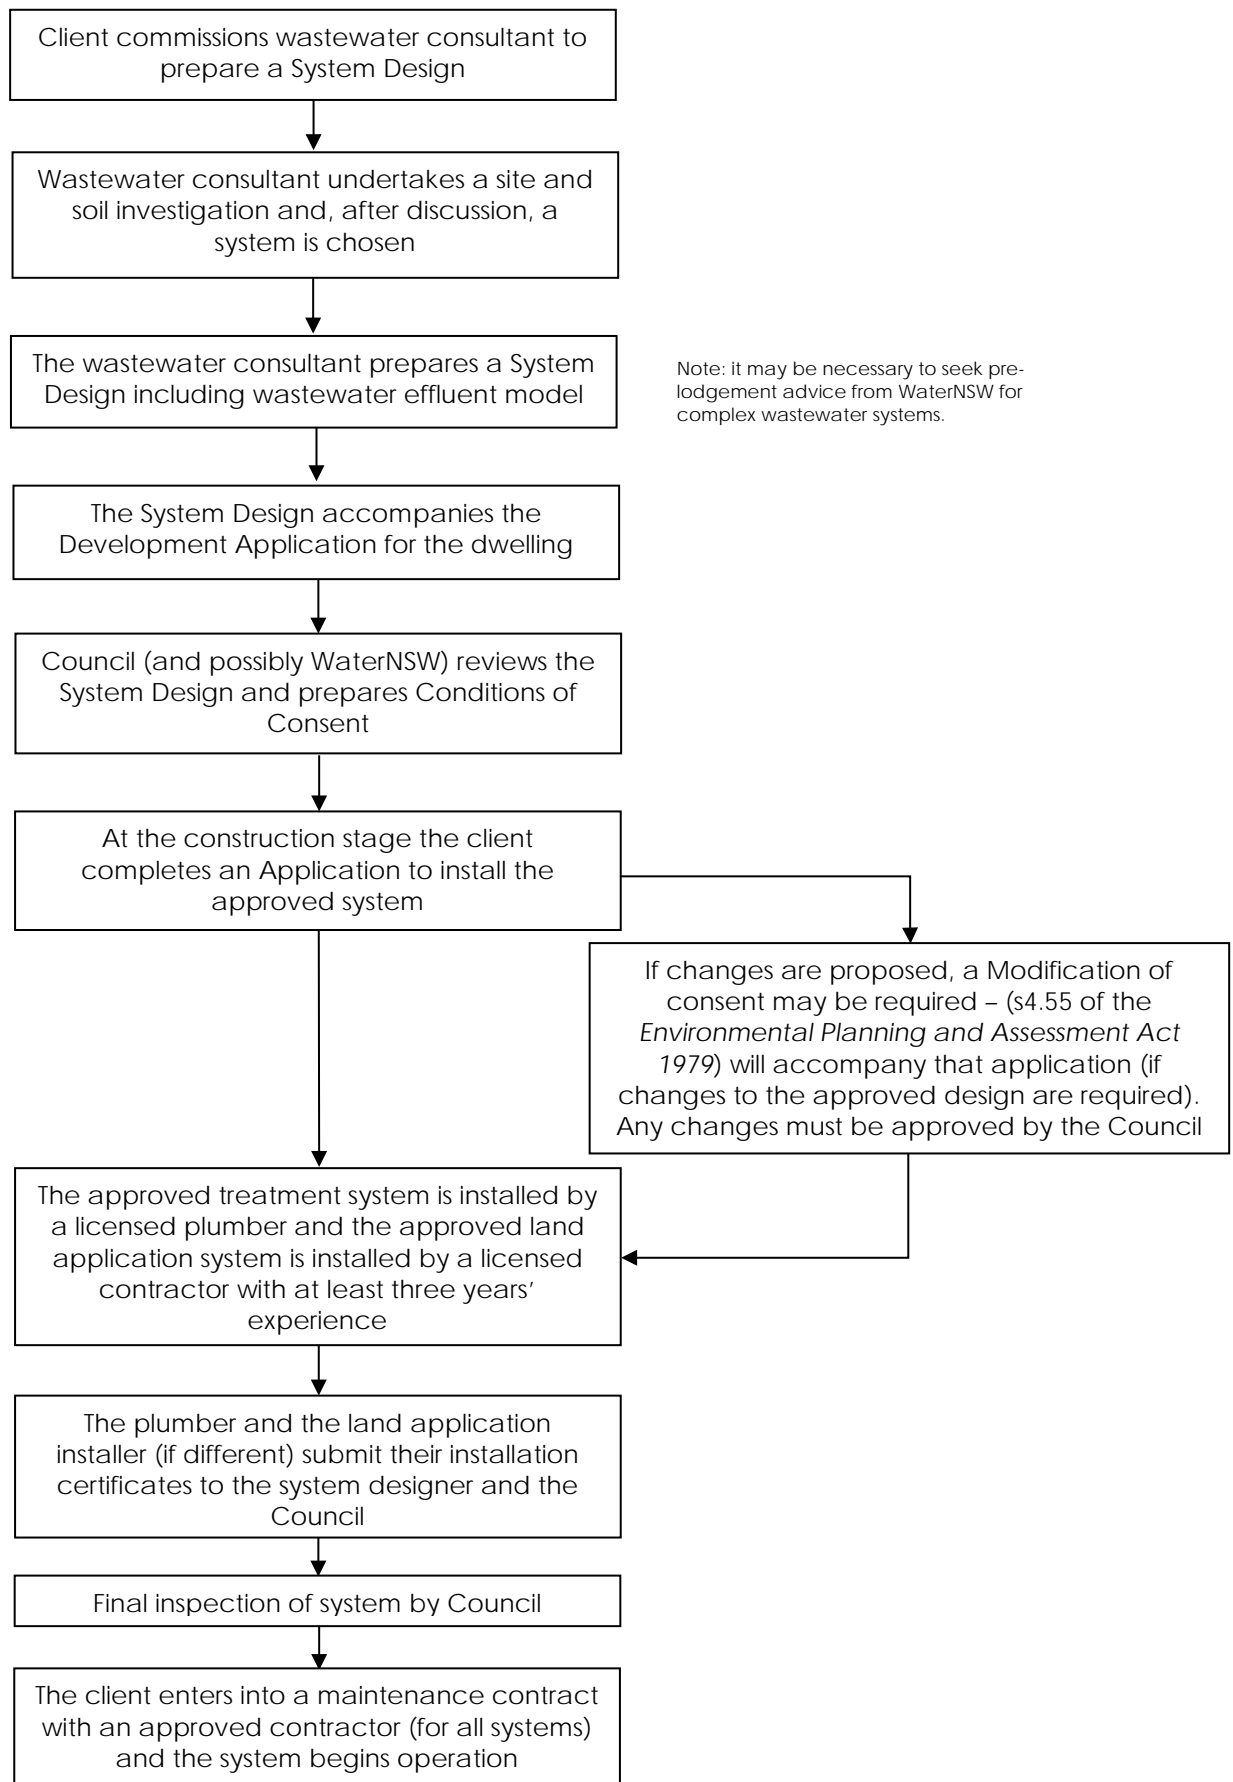 Client commissions wastewater consultant to
prepare a System Design
Wastewater consultant undertakes a site and
soil investigation and, after discussion, a
system is chosen
The wastewater consultant prepares a System
Design including wastewater effluent model
Note: it may be necessary to seek pre-
lodgement advice from WaterNSW for
complex wastewater systems.
The System Design accompanies the
Development Application for the dwelling
Council (and possibly WaterNSW) reviews the
System Design and prepares Conditions of
Consent
At the construction stage the client
completes an Application to install the
approved system
If changes are proposed, a Modification of
consent may be required – (s4.55 of the
Environmental Planning and Assessment Act
1979) will accompany that application (if
changes to the approved design are required).
Any changes must be approved by the Council
The approved treatment system is installed by
a licensed plumber and the approved land
application system is installed by a licensed
contractor with at least three years’
experience
The plumber and the land application
installer (if different) submit their installation
certificates to the system designer and the
Council
Final inspection of system by Council
The client enters into a maintenance contract
with an approved contractor (for all systems)
and the system begins operation